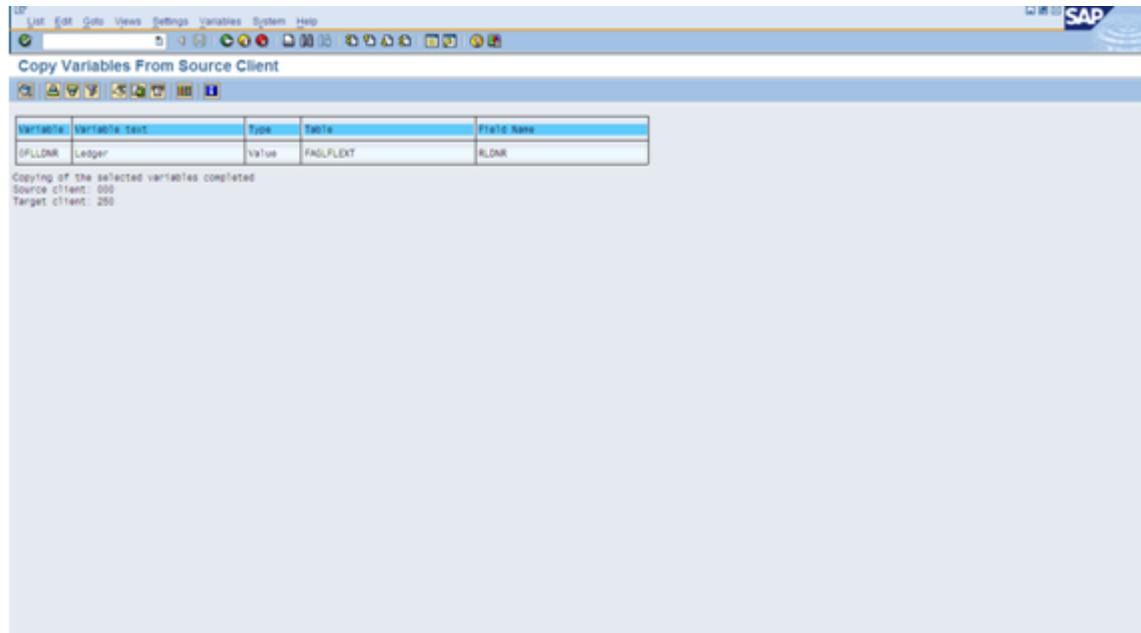 List Edit Goto Views Settings Variables System Help
SAP
Copy Variables From Source Client
Variable Variable text Type Table Field Name
0FLLDNR Ledger Value FAGLFLEXT RLDNR
Copying of the selected variables completed
Source client: 000
Target client: 250